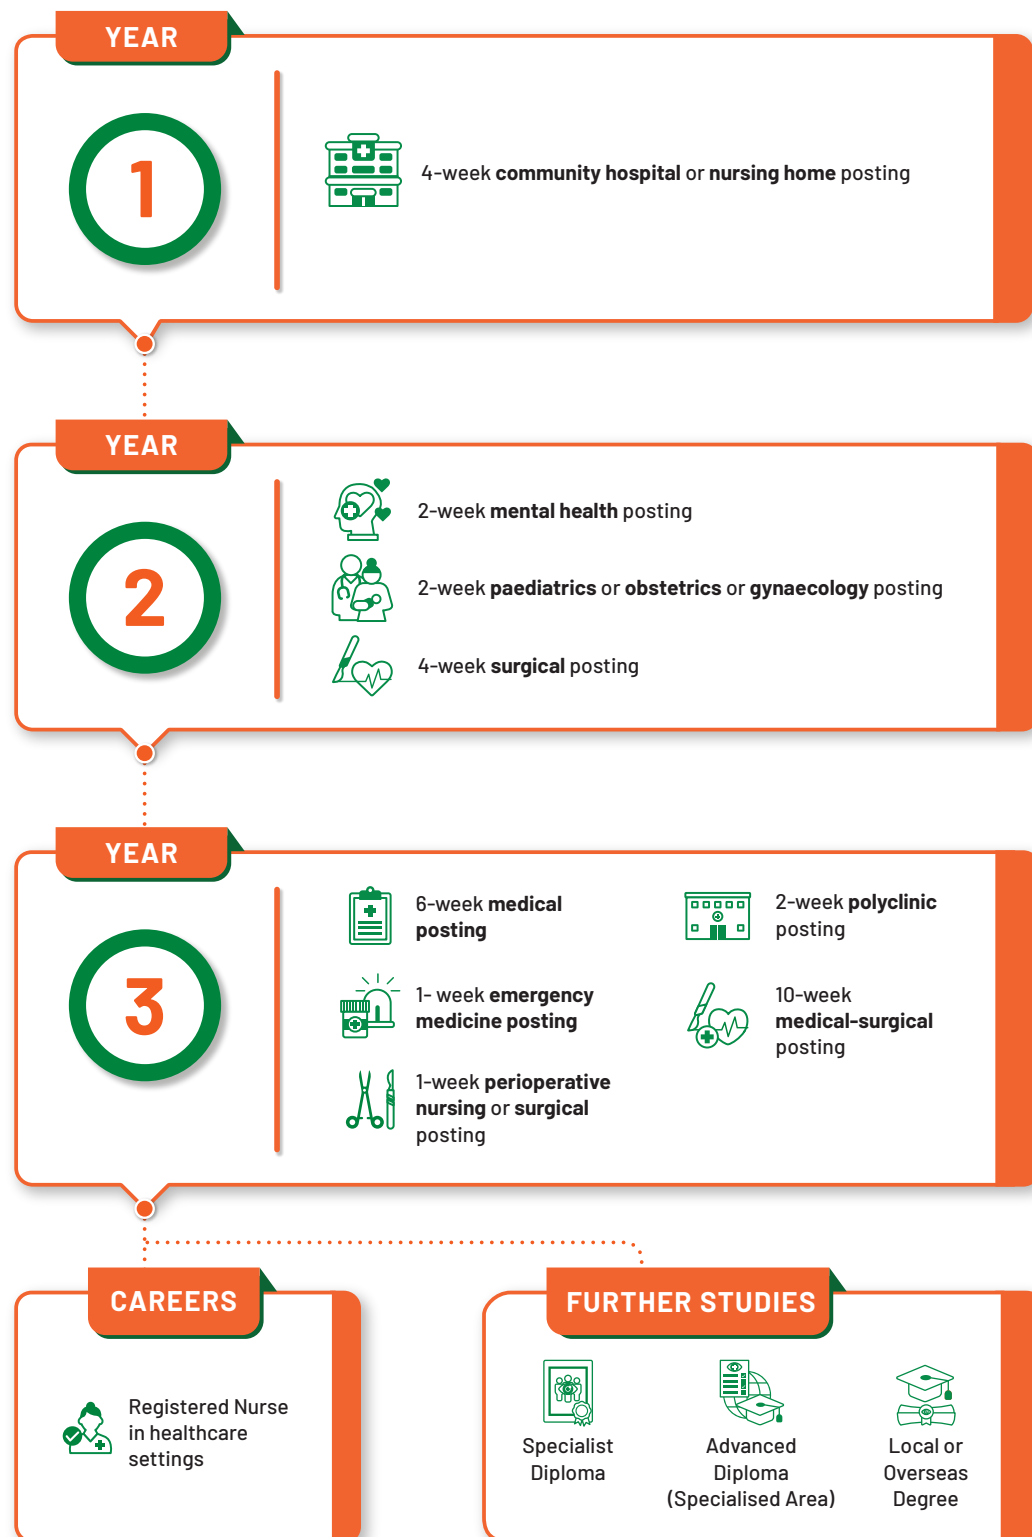 YEAR
1
4-week community hospital or nursing home posting
YEAR
2
2-week mental health posting
2-week paediatrics or obstetrics or gynaecology posting
4-week surgical posting
YEAR
3
6-week medical
posting
1- week emergency
medicine posting
1-week perioperative
nursing or surgical
posting
2-week polyclinic
posting
10-week
medical-surgical
posting
CAREERS
Registered Nurse
in healthcare
settings
FURTHER STUDIES
Specialist
Diploma
Advanced
Diploma
(Specialised Area)
Local or
Overseas
Degree